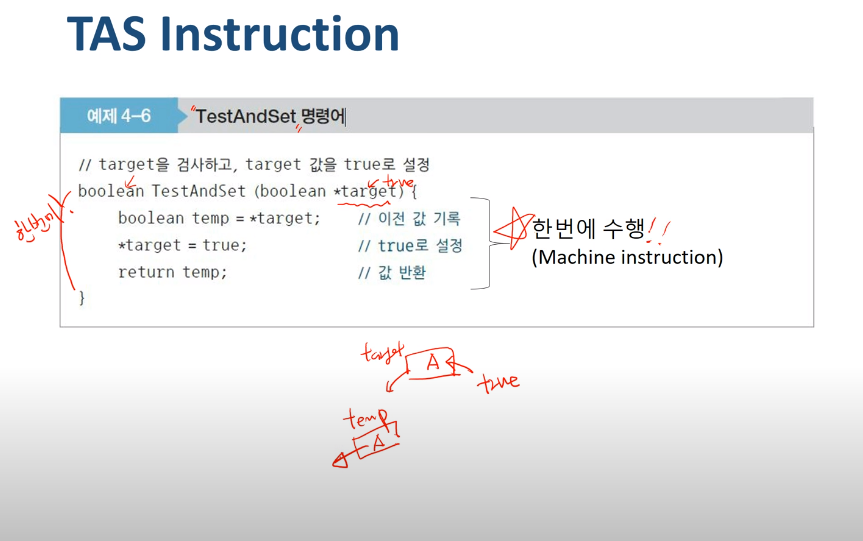 TAS Instruction
예제 4-6 "TestAndSet 명령어"
// target을 검사하고, target 값을 true로 설정
true
boolean TestAndSet (boolean *target) {
boolean temp = *target; // 이전 값 기록
*target = true; // true로 설정
return temp; // 값 반환
}
한번에
한번에 수행!!
(Machine instruction)
target A
true
temp
A